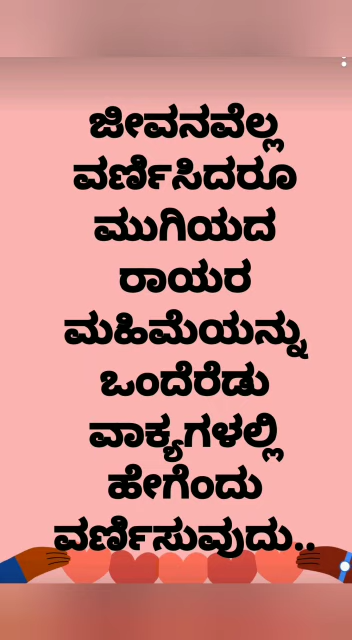 ಜೀವನವೆಲ್ಲ
ವರ್ಣಿಸಿದರೂ
ಮುಗಿಯದ
ರಾಯರ
ಮಹಿಮೆಯನ್ನು
ಒಂದೆರೆಡು
ವಾಕ್ಯಗಳಲ್ಲಿ
ಹೇಗೆಂದು
ವರ್ಣಿಸುವುದು..